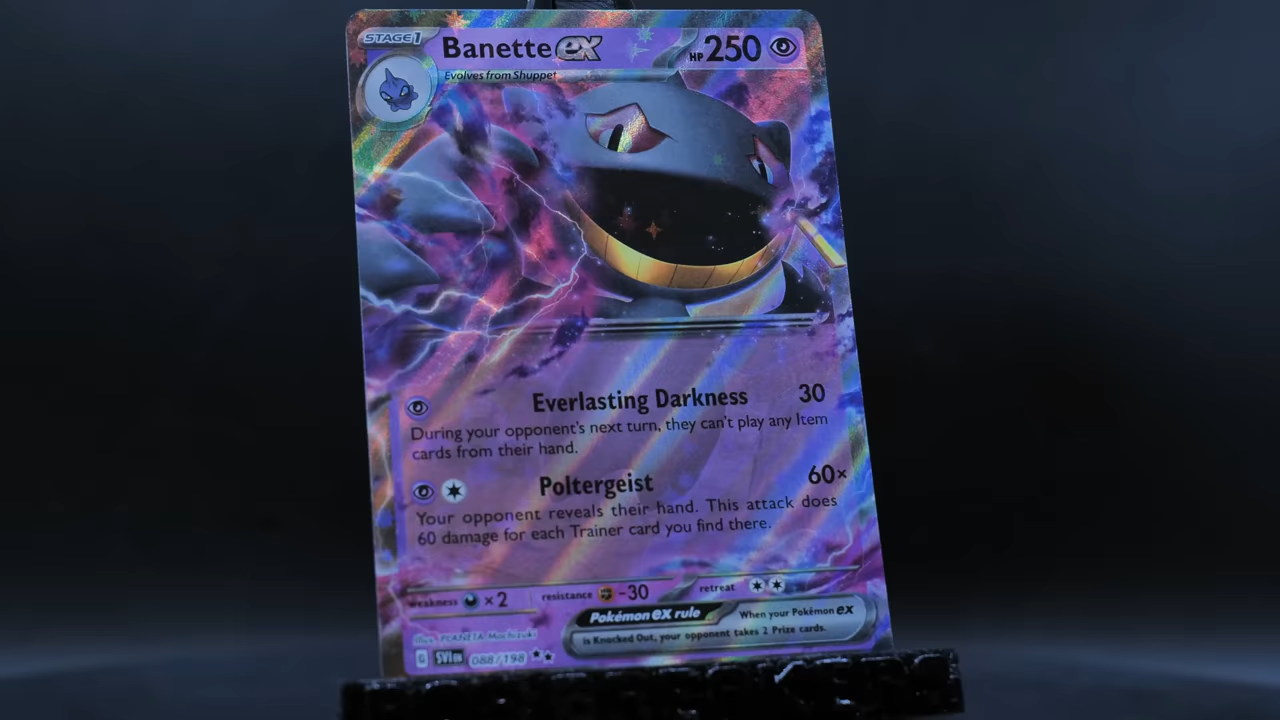 STAGE1 Banette ex HP250
Evolves from Shuppet
Everlasting Darkness 30
During your opponent's next turn, they can't play any Item
cards from their hand.
Poltergeist 60×
Your opponent reveals their hand. This attack does
60 damage for each Trainer card you find there.
weakness ×2 resistance -30 retreat
Pokémon ex rule When your Pokémon ex
is Knocked Out, your opponent takes 2 Prize cards.
Illus. PLANETA Mochizuki
G SVI EN 088/198